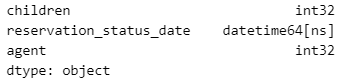 children int32
reservation_status_date datetime64[ns]
agent int32
dtype: object